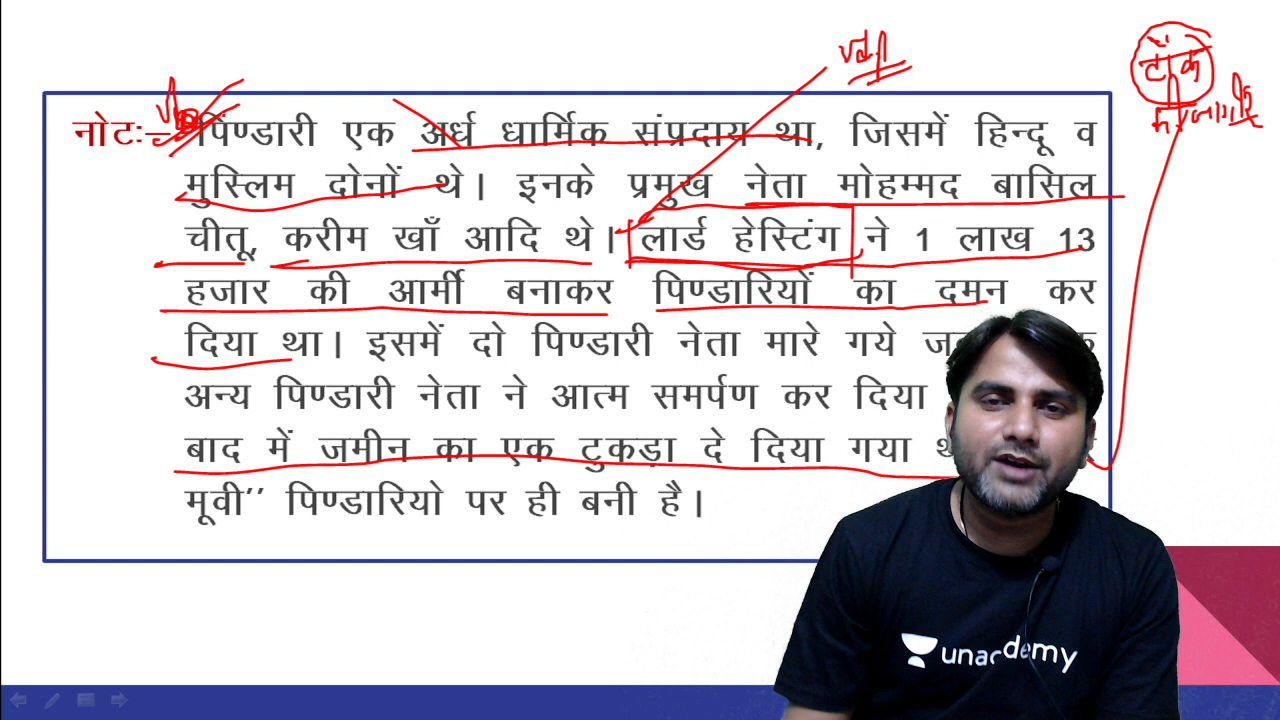 टोंक
नोटः– पिंण्डारी एक अर्ध धार्मिक संप्रदाय था, जिसमें हिन्दू व
मुस्लिम दोनों थे। इनके प्रमुख नेता मोहम्मद बासिल
चीतू, करीम खाँ आदि थे। लार्ड हेस्टिंग ने 1 लाख 13
हजार की आर्मी बनाकर पिण्डारियों का दमन कर
दिया था। इसमें दो पिण्डारी नेता मारे गये
अन्य पिण्डारी नेता ने आत्म समर्पण कर दिया
बाद में जमीन का एक टुकड़ा दे दिया गया
मूवी’’ पिण्डारियो पर ही बनी है।
unacademy